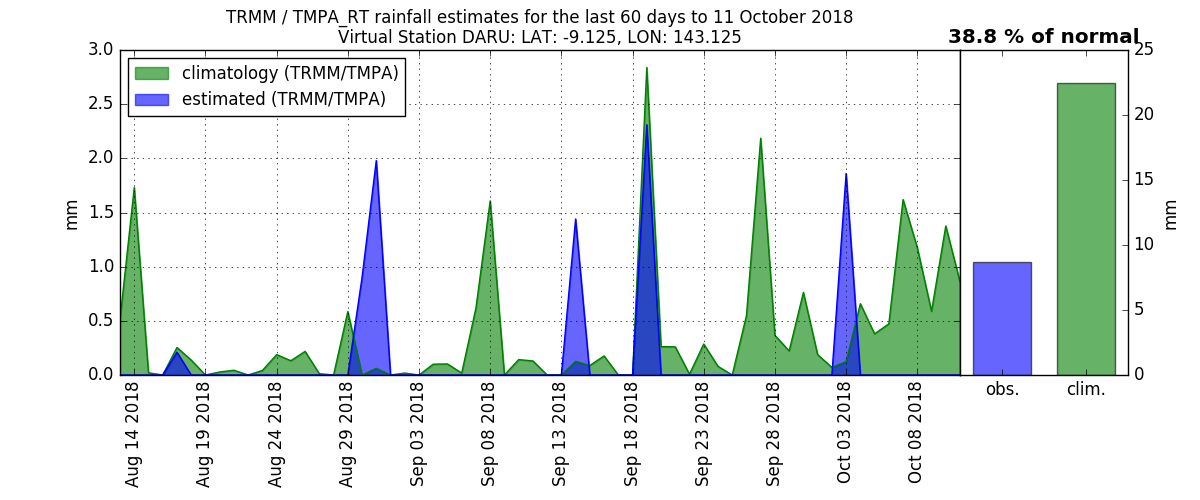 TRMM / TMPA_RT rainfall estimates for the last 60 days to 11 October 2018
Virtual Station DARU: LAT: -9.125, LON: 143.125
38.8 % of normal
climatology (TRMM/TMPA)
estimated (TRMM/TMPA)
mm
3.0
2.5
2.0
1.5
1.0
0.5
0.0
Aug 14 2018
Aug 19 2018
Aug 24 2018
Aug 29 2018
Sep 03 2018
Sep 08 2018
Sep 13 2018
Sep 18 2018
Sep 23 2018
Sep 28 2018
Oct 03 2018
Oct 08 2018
obs.
clim.
25
20
15
10
5
0
mm